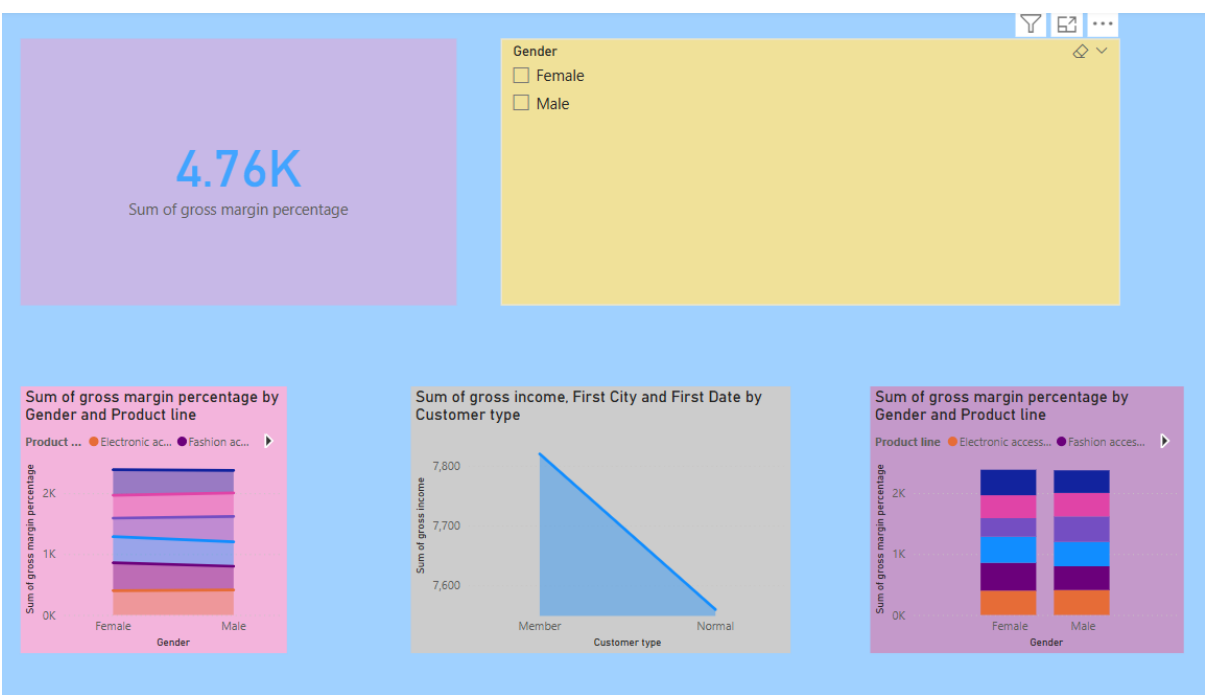 4.76K
Sum of gross margin percentage
Gender
Female
Male
Sum of gross margin percentage by
Gender and Product line
Product ... Electronic ac... Fashion ac...
Sum of gross margin percentage
2K
1K
0K
Female Male
Gender
Sum of gross income, First City and First Date by
Customer type
Sum of gross income
7,800
7,700
7,600
Member Normal
Customer type
Sum of gross margin percentage by
Gender and Product line
Product line Electronic access... Fashion acces...
Sum of gross margin percentage
2K
1K
0K
Female Male
Gender